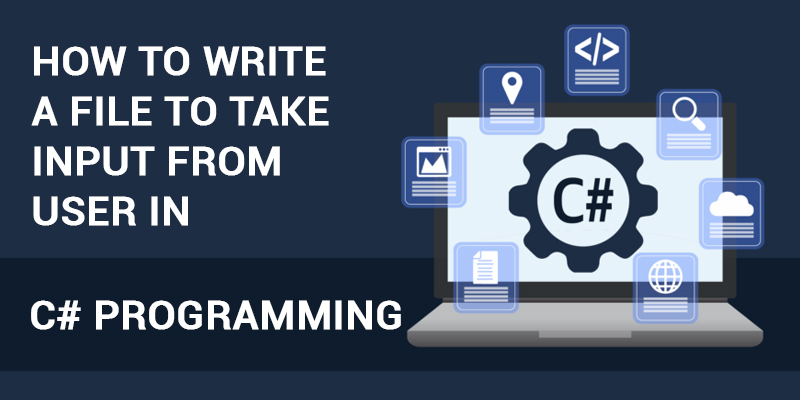 HOW TO WRITE
A FILE TO TAKE
INPUT FROM
USER IN
C# PROGRAMMING
</>
C#